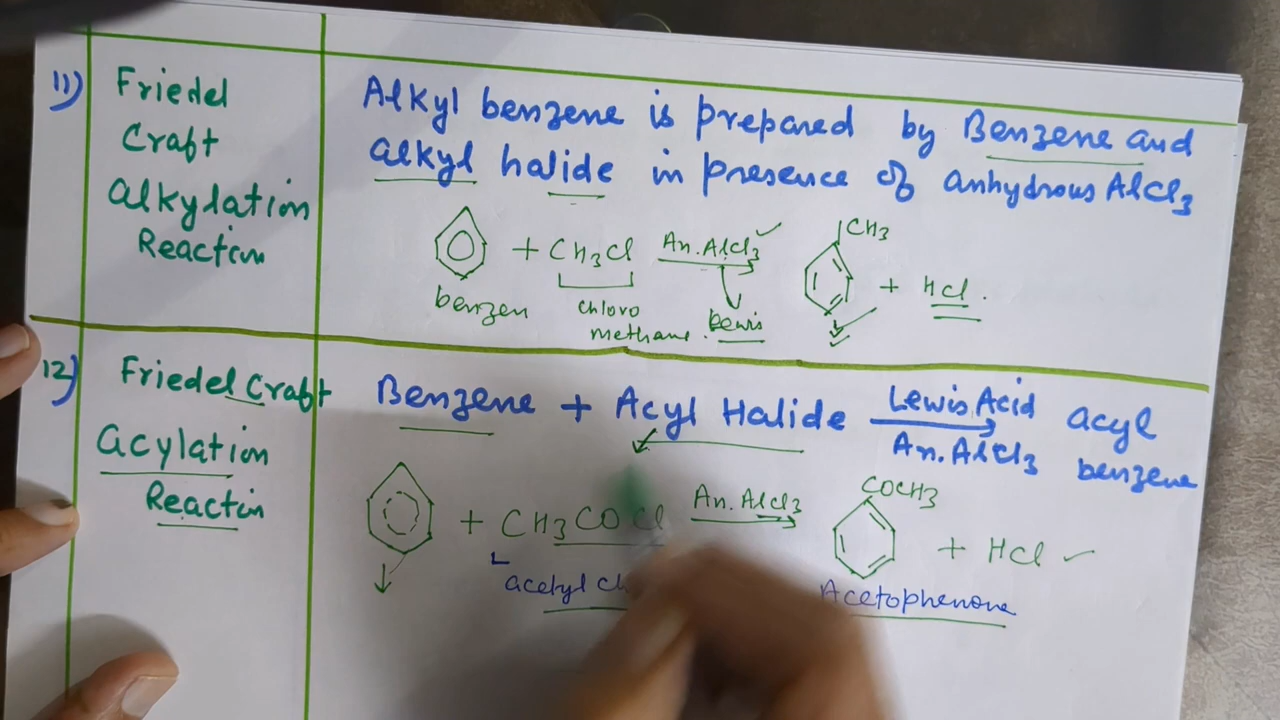 11) Friedel
Craft
Alkylation
Reaction
Alkyl benzene is prepared by Benzene and
alkyl halide in presence of anhydrous AlCl3
+ CH3Cl An.AlCl3 CH3 + HCl.
benzen chloro
methane. Lewis
12) Friedel Craft
acylation
Reaction
Benzene + Acyl Halide Lewis Acid acyl
An.AlCl3 benzene
+ CH3COCl An.AlCl3 COCH3 + HCl
acetyl Acetophenone